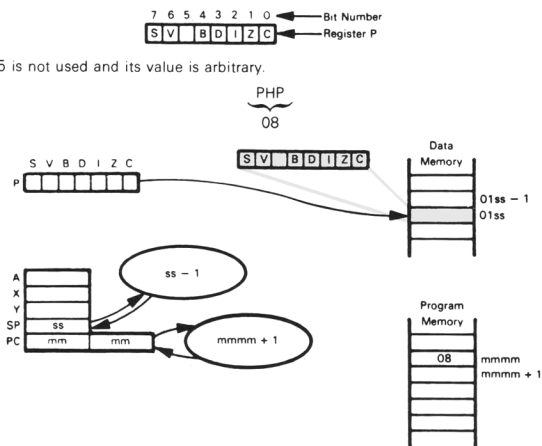 7 6 5 4 3 2 1 0 Bit Number
S V B D I Z C Register P
5 is not used and its value is arbitrary.
PHP
08
S V B D I Z C
P
S V B D I Z C
Data
Memory
01ss - 1
01ss
A
X
Y
SP ss
PC mm mm
ss - 1
mmmm + 1
Program
Memory
08 mmmm
mmmm + 1